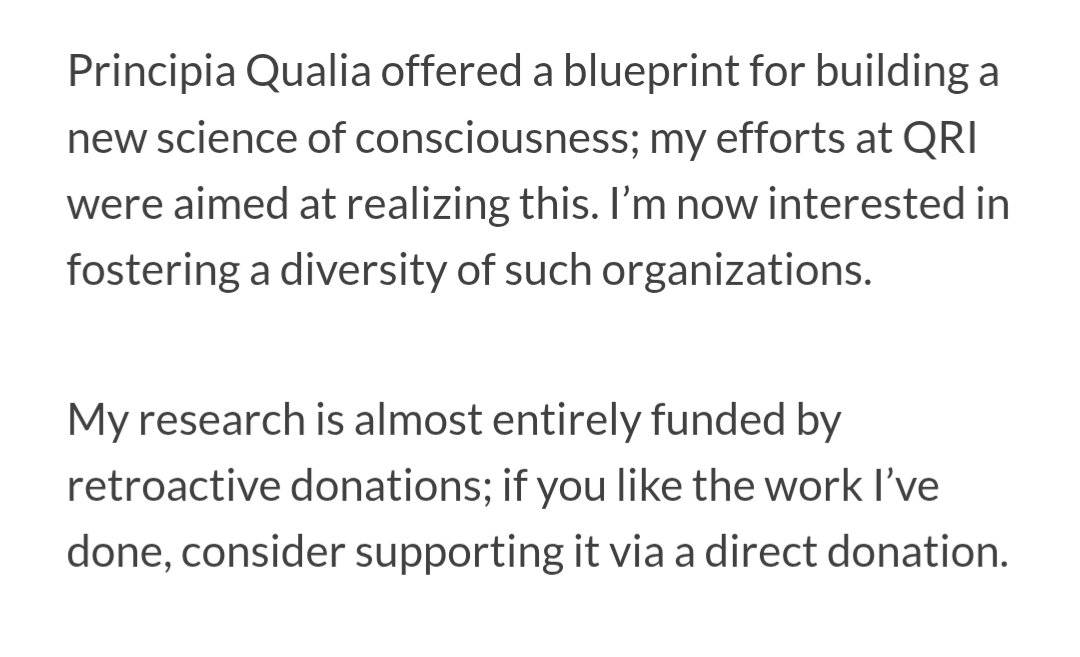 Principia Qualia offered a blueprint for building a
new science of consciousness; my efforts at QRI
were aimed at realizing this. I’m now interested in
fostering a diversity of such organizations.
My research is almost entirely funded by
retroactive donations; if you like the work I’ve
done, consider supporting it via a direct donation.